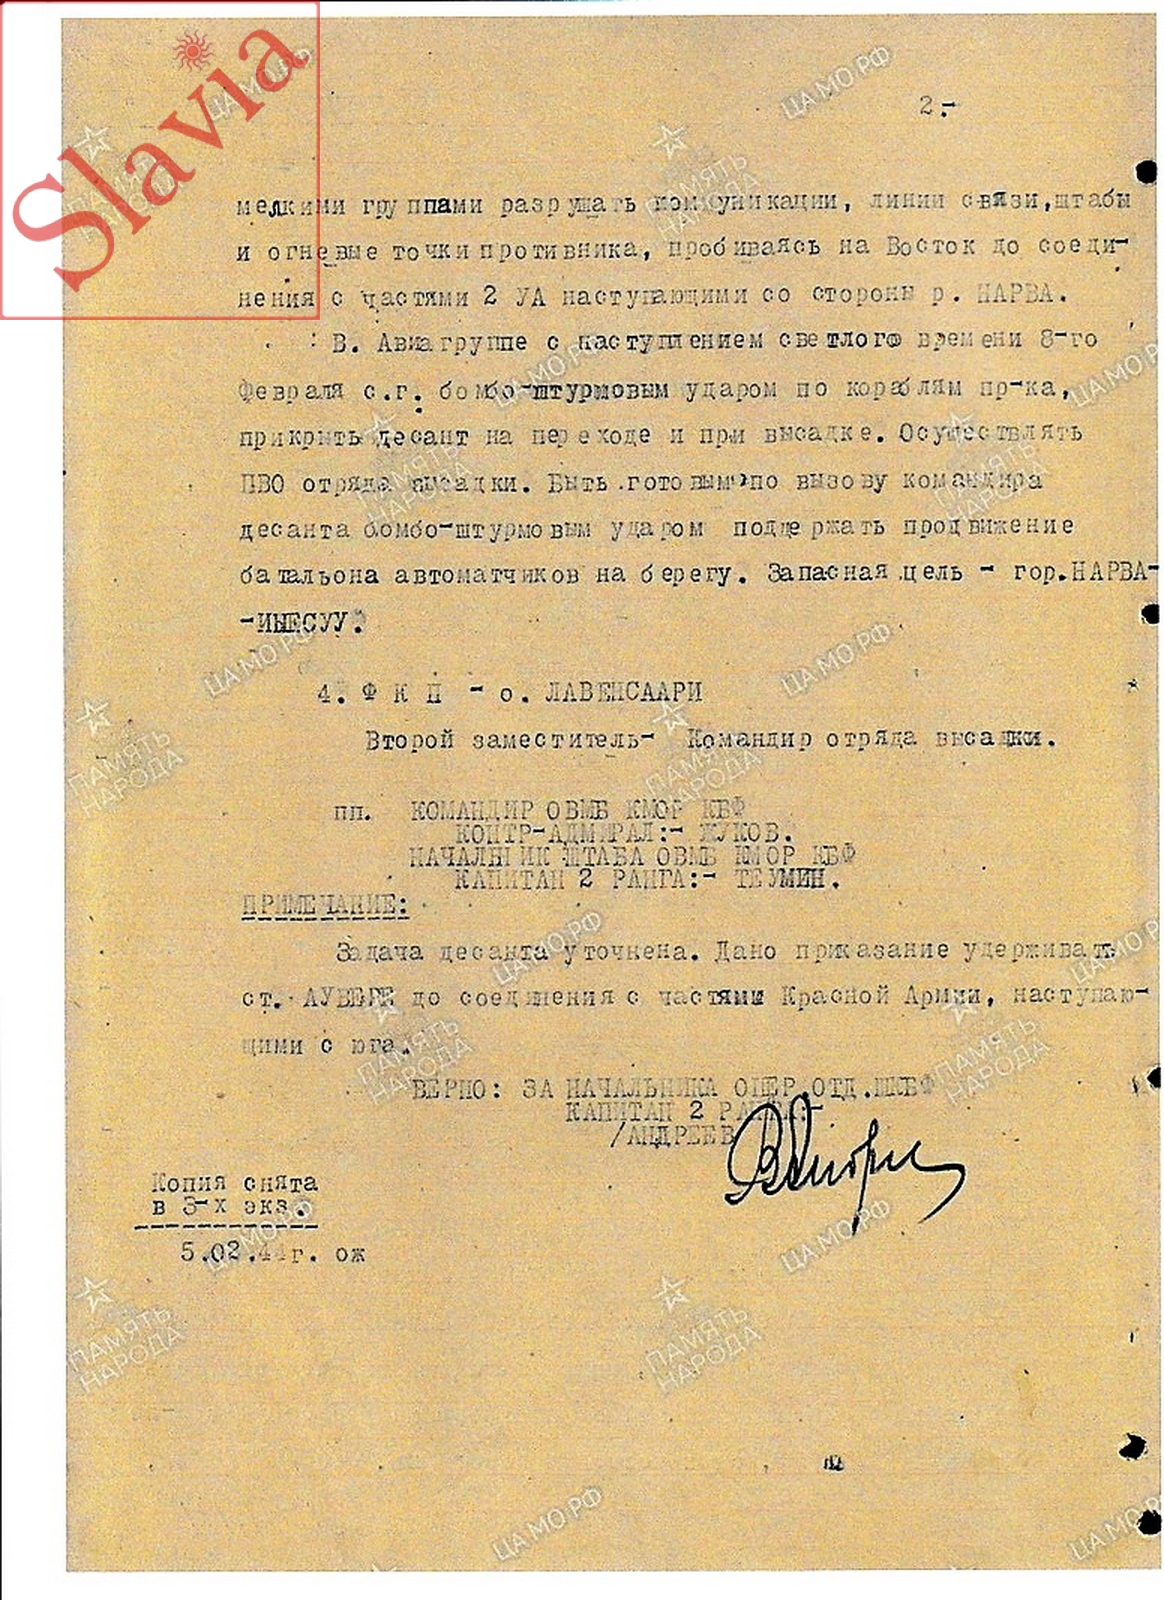 Slavia
2.-
мелкими группами разрушать коммуникации, линии связи, штабы
и огневые точки противника, пробиваясь на Восток до соеди-
нения с частями 2 УА наступающими со стороны р. НАРВА.
В. Авиагруппе с наступлением светлого времени 8-го
февраля с.г. бомбо-штурмовым ударом по кораблям пр-ка,
прикрыть десант на переходе и при высадке. Осуществлять
ПВО отряда высадки. Быть готовым по вызову командира
десанта бомбо-штурмовым ударом поддержать продвижение
батальона автоматчиков на берегу. Запасная цель - гор.НАРВА-
-ИЫЕСУУ.
4. Ф К П - о. ЛАВЕНСААРИ
Второй заместитель- Командир отряда высадки.
пп. КОМАНДИР ОВМБ КМОР КБФ
КОНТР-АДМИРАЛ:- ЖУКОВ.
НАЧАЛЬНИК ШТАБА ОВМБ КМОР КБФ
КАПИТАН 2 РАНГА:- ТЕУМИН.
ПРИМЕЧАНИЕ:
Задача десанта уточнена. Дано приказание удерживать
ст. АУВЕРЕ до соединения с частями Красной Армии, наступаю-
щими с юга.
ВЕРНО: ЗА НАЧАЛЬНИКА ОПЕР.ОТД.ШКБФ
КАПИТАН 2 РАНГА:-
/АНДРЕЕВ
Копия снята
в 3-х экз.
5.02.44г. ож
ПАМЯТЬ НАРОДА
ЦА МО РФ